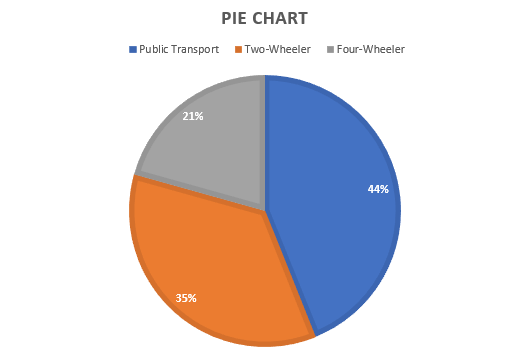 PIE CHART
Public Transport Two-Wheeler Four-Wheeler
21%
44%
35%